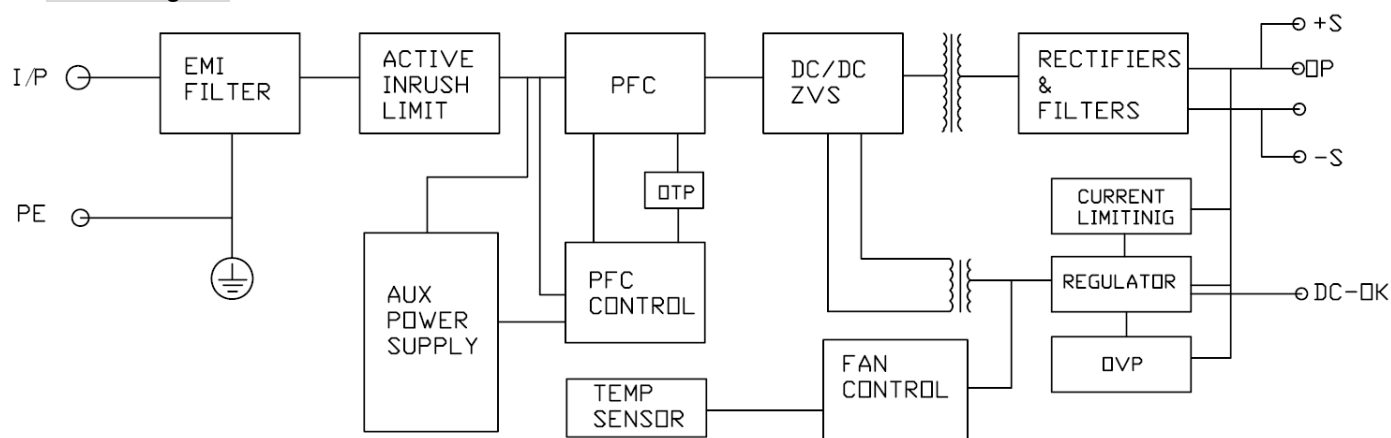 I/P
EMI
FILTER
ACTIVE
INRUSH
LIMIT
PFC
DC/DC
ZVS
RECTIFIERS
&
FILTERS
+S
OP
-S
PE
OTP
AUX
POWER
SUPPLY
PFC
CONTROL
CURRENT
LIMITINIG
REGULATOR
DC-OK
OVP
FAN
CONTROL
TEMP
SENSOR